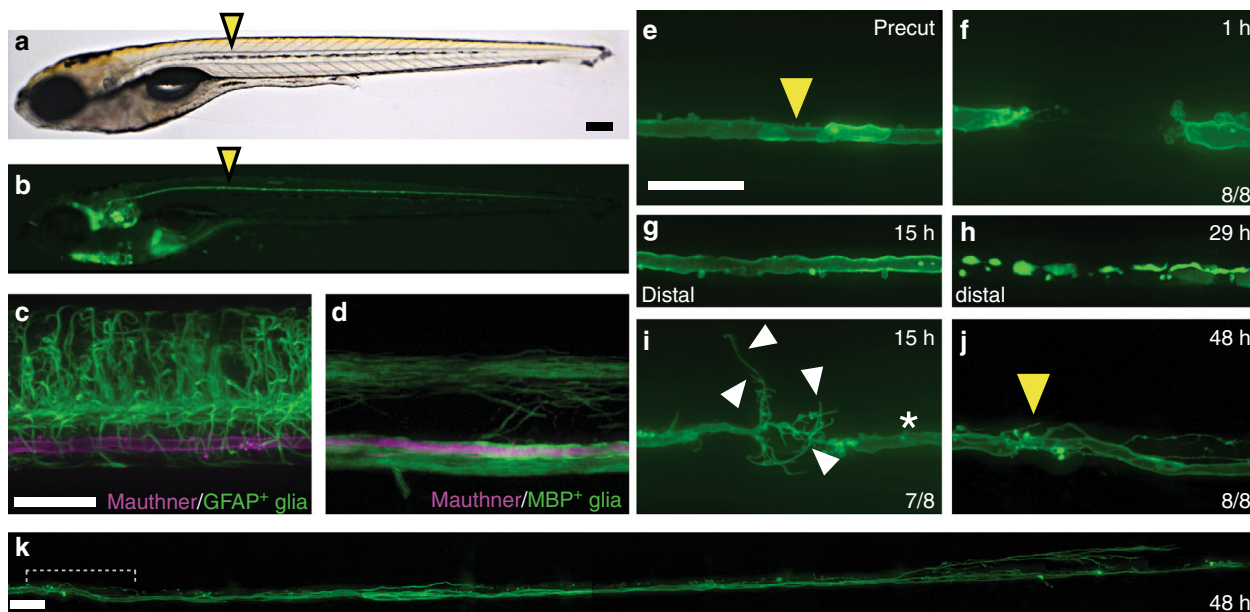 a
b
c
Mauthner/GFAP⁺ glia
d
Mauthner/MBP⁺ glia
e
Precut
f
1 h
8/8
g
15 h
Distal
h
29 h
distal
i
15 h
*
7/8
j
48 h
8/8
k
48 h